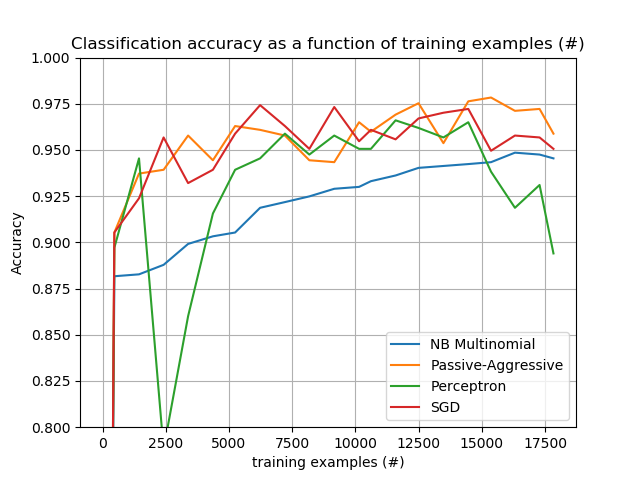 Classification accuracy as a function of training examples (#)
1.000
0.975
0.950
0.925
0.900
0.875
0.850
0.825
0.800
Accuracy
NB Multinomial
Passive-Aggressive
Perceptron
SGD
0 2500 5000 7500 10000 12500 15000 17500
training examples (#)